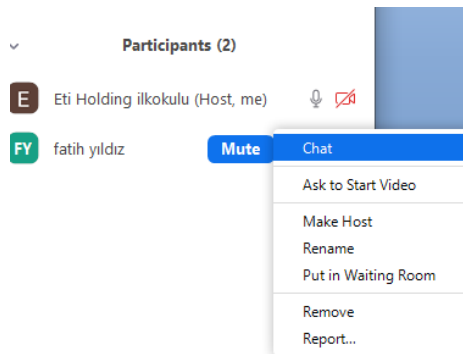 Participants (2)
E Eti Holding ilkokulu (Host, me)
FY fatih yıldız Mute
Chat
Ask to Start Video
Make Host
Rename
Put in Waiting Room
Remove
Report...